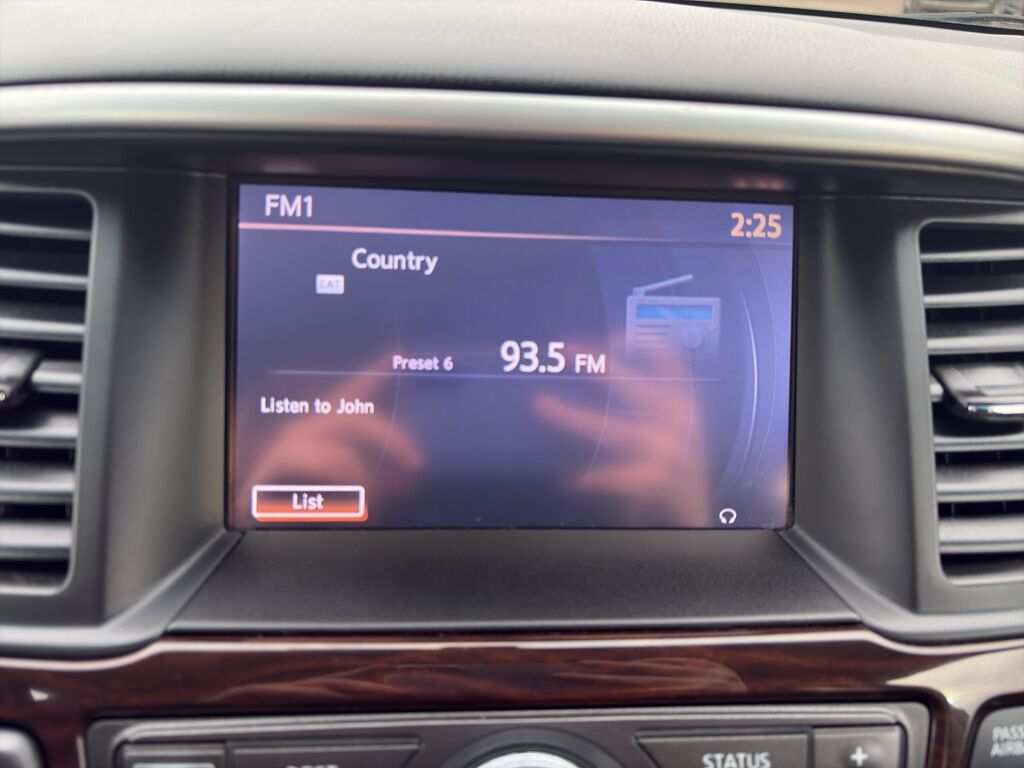 FM1
2:25
Country
CAT
Preset 6 93.5 FM
Listen to John
List
STATUS +